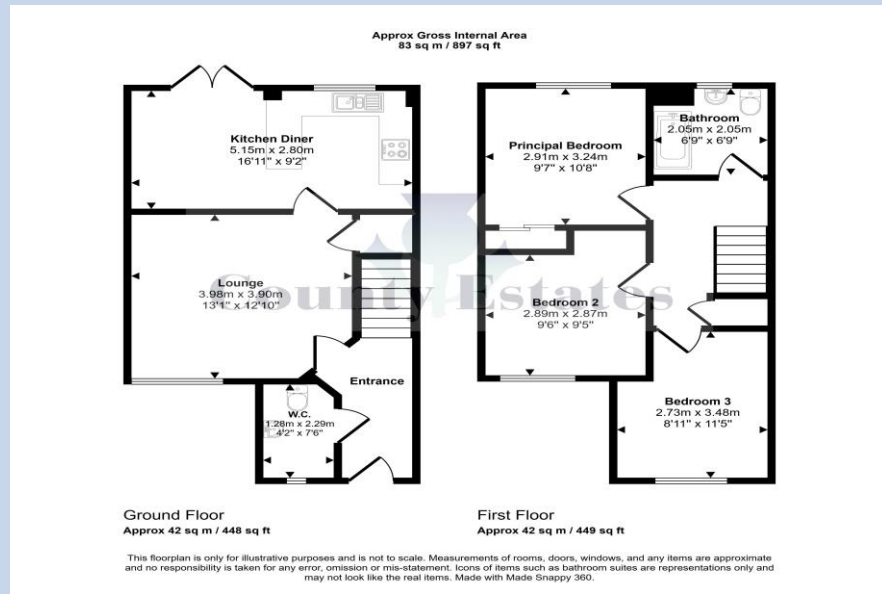 Approx Gross Internal Area
83 sq m / 897 sq ft
Kitchen Diner
5.15m x 2.80m
16'11" x 9'2"
Lounge
3.98m x 3.90m
13'1" x 12'10"
Entrance
W.C.
1.28m x 2.29m
4'2" x 7'6"
Principal Bedroom
2.91m x 3.24m
9'7" x 10'8"
Bathroom
2.05m x 2.05m
6'9" x 6'9"
County Estates
Bedroom 2
2.89m x 2.87m
9'6" x 9'5"
Bedroom 3
2.73m x 3.48m
8'11" x 11'5"
Ground Floor
Approx 42 sq m / 448 sq ft
First Floor
Approx 42 sq m / 449 sq ft
This floorplan is only for illustrative purposes and is not to scale. Measurements of rooms, doors, windows, and any items are approximate
and no responsibility is taken for any error, omission or mis-statement. Icons of items such as bathroom suites are representations only and
may not look like the real items. Made with Made Snappy 360.